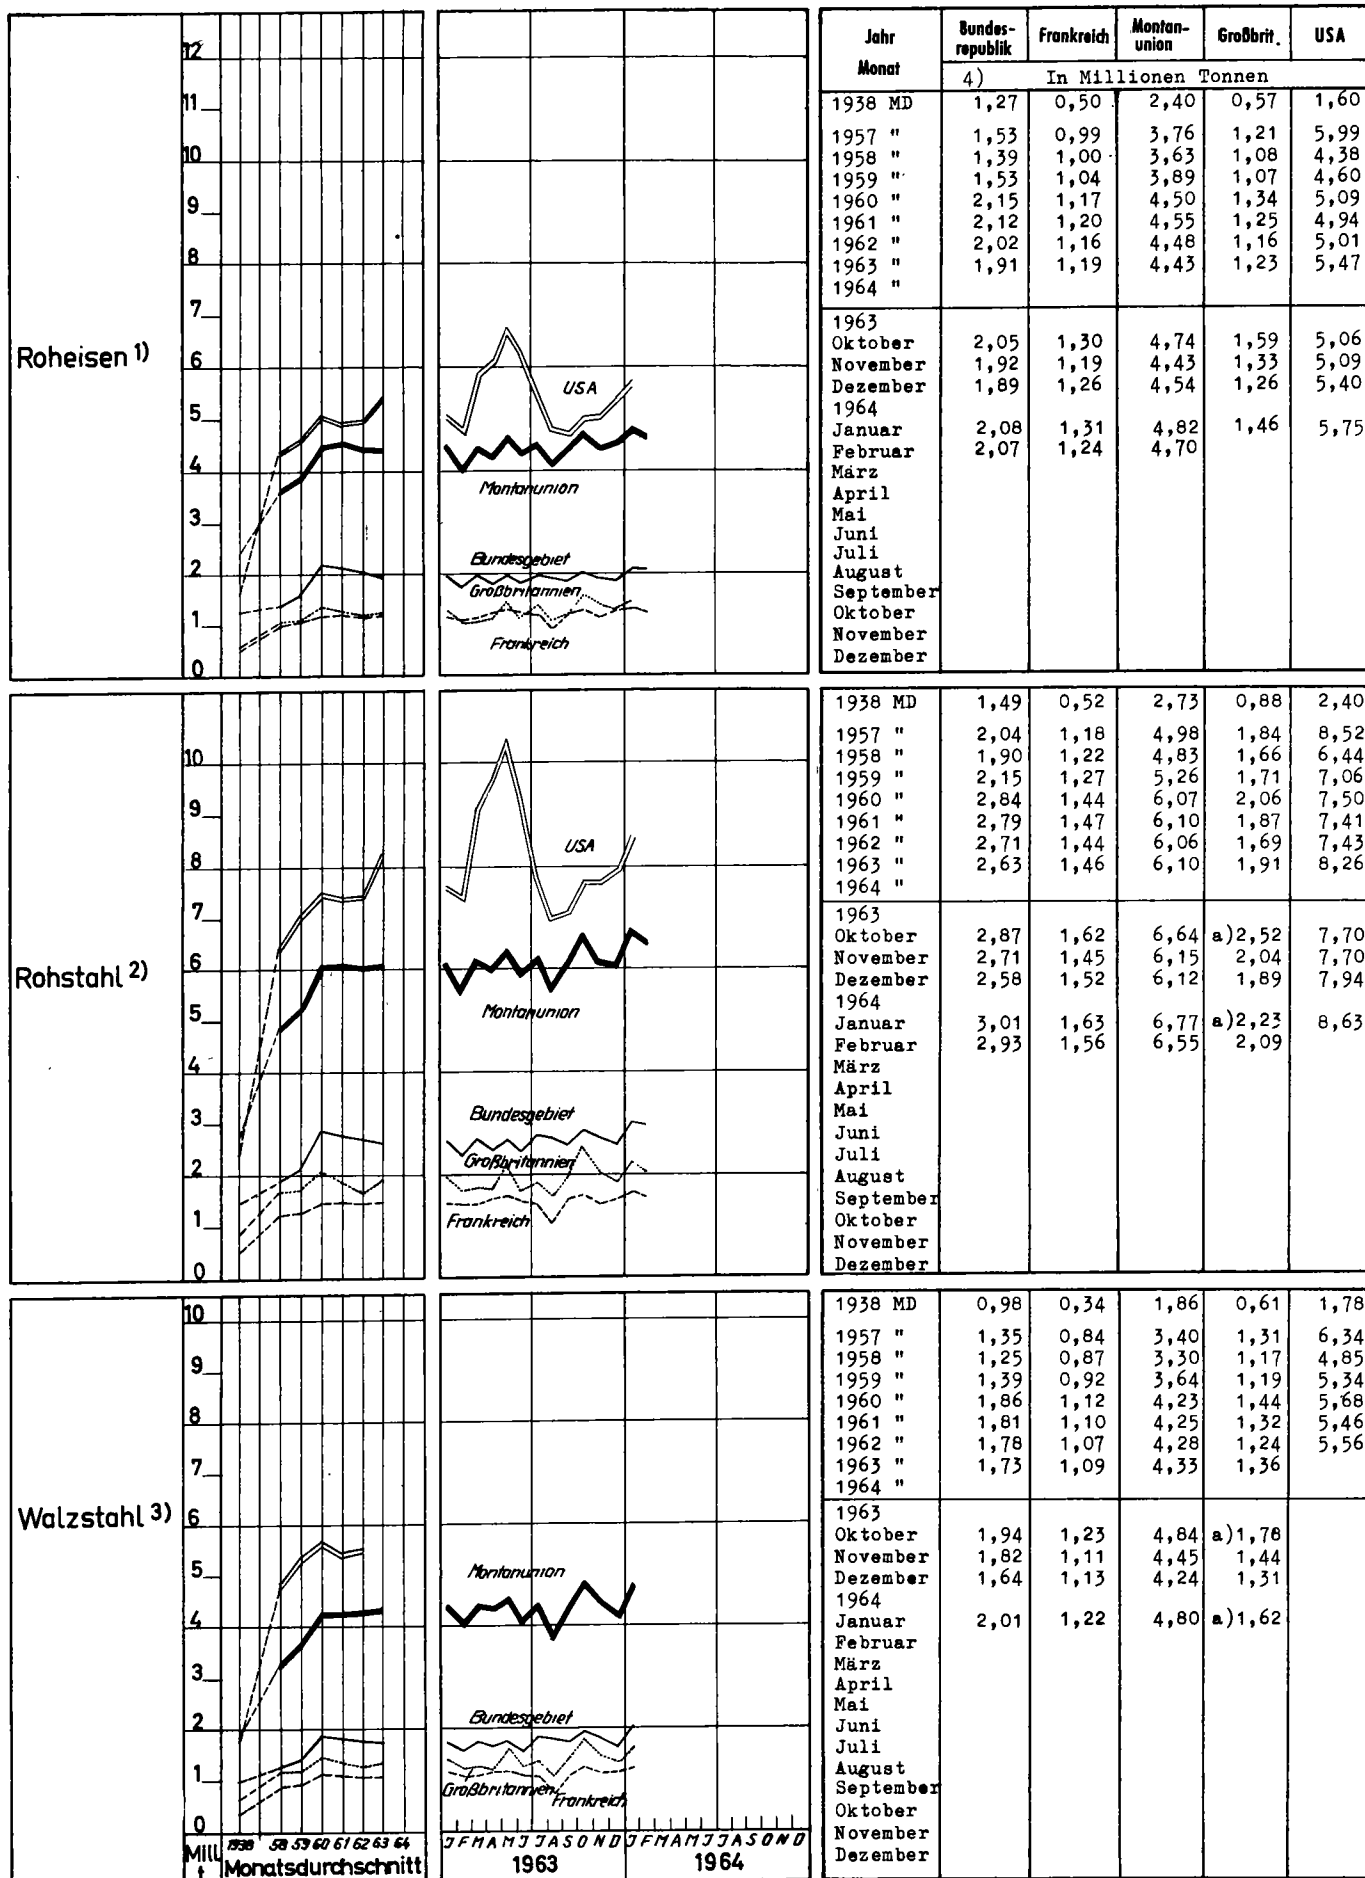 Roheisen 1)
12
11
10
9
8
7
6
5
4
3
2
1
0
USA
Montanunion
Bundesgebiet
Großbritannien
Frankreich
Jahr Monat Bundes-republik Frankreich Montan-union Großbrit. USA
4) In Millionen Tonnen
1938 MD 1,27 0,50 2,40 0,57 1,60
1957 " 1,53 0,99 3,76 1,21 5,99
1958 " 1,39 1,00 3,63 1,08 4,38
1959 " 1,53 1,04 3,89 1,07 4,60
1960 " 2,15 1,17 4,50 1,34 5,09
1961 " 2,12 1,20 4,55 1,25 4,94
1962 " 2,02 1,16 4,48 1,16 5,01
1963 " 1,91 1,19 4,43 1,23 5,47
1964 "
1963
Oktober 2,05 1,30 4,74 1,59 5,06
November 1,92 1,19 4,43 1,33 5,09
Dezember 1,89 1,26 4,54 1,26 5,40
1964
Januar 2,08 1,31 4,82 1,46 5,75
Februar 2,07 1,24 4,70
März
April
Mai
Juni
Juli
August
September
Oktober
November
Dezember
Rohstahl 2)
10
9
8
7
6
5
4
3
2
1
0
USA
Montanunion
Bundesgebiet
Großbritannien
Frankreich
1938 MD 1,49 0,52 2,73 0,88 2,40
1957 " 2,04 1,18 4,98 1,84 8,52
1958 " 1,90 1,22 4,83 1,66 6,44
1959 " 2,15 1,27 5,26 1,71 7,06
1960 " 2,84 1,44 6,07 2,06 7,50
1961 " 2,79 1,47 6,10 1,87 7,41
1962 " 2,71 1,44 6,06 1,69 7,43
1963 " 2,63 1,46 6,10 1,91 8,26
1964 "
1963
Oktober 2,87 1,62 6,64 a)2,52 7,70
November 2,71 1,45 6,15 2,04 7,70
Dezember 2,58 1,52 6,12 1,89 7,94
1964
Januar 3,01 1,63 6,77 a)2,23 8,63
Februar 2,93 1,56 6,55 2,09
März
April
Mai
Juni
Juli
August
September
Oktober
November
Dezember
Walzstahl 3)
10
9
8
7
6
5
4
3
2
1
0
Mill. t
1938 58 59 60 61 62 63 64
Monatsdurchschnitt
Montanunion
Bundesgebiet
Großbritannien
Frankreich
J F M A M J J A S O N D J F M A M J J A S O N D
1963 1964
1938 MD 0,98 0,34 1,86 0,61 1,78
1957 " 1,35 0,84 3,40 1,31 6,34
1958 " 1,25 0,87 3,30 1,17 4,85
1959 " 1,39 0,92 3,64 1,19 5,34
1960 " 1,86 1,12 4,23 1,44 5,68
1961 " 1,81 1,10 4,25 1,32 5,46
1962 " 1,78 1,07 4,28 1,24 5,56
1963 " 1,73 1,09 4,33 1,36
1964 "
1963
Oktober 1,94 1,23 4,84 a)1,78
November 1,82 1,11 4,45 1,44
Dezember 1,64 1,13 4,24 1,31
1964
Januar 2,01 1,22 4,80 a)1,62
Februar
März
April
Mai
Juni
Juli
August
September
Oktober
November
Dezember